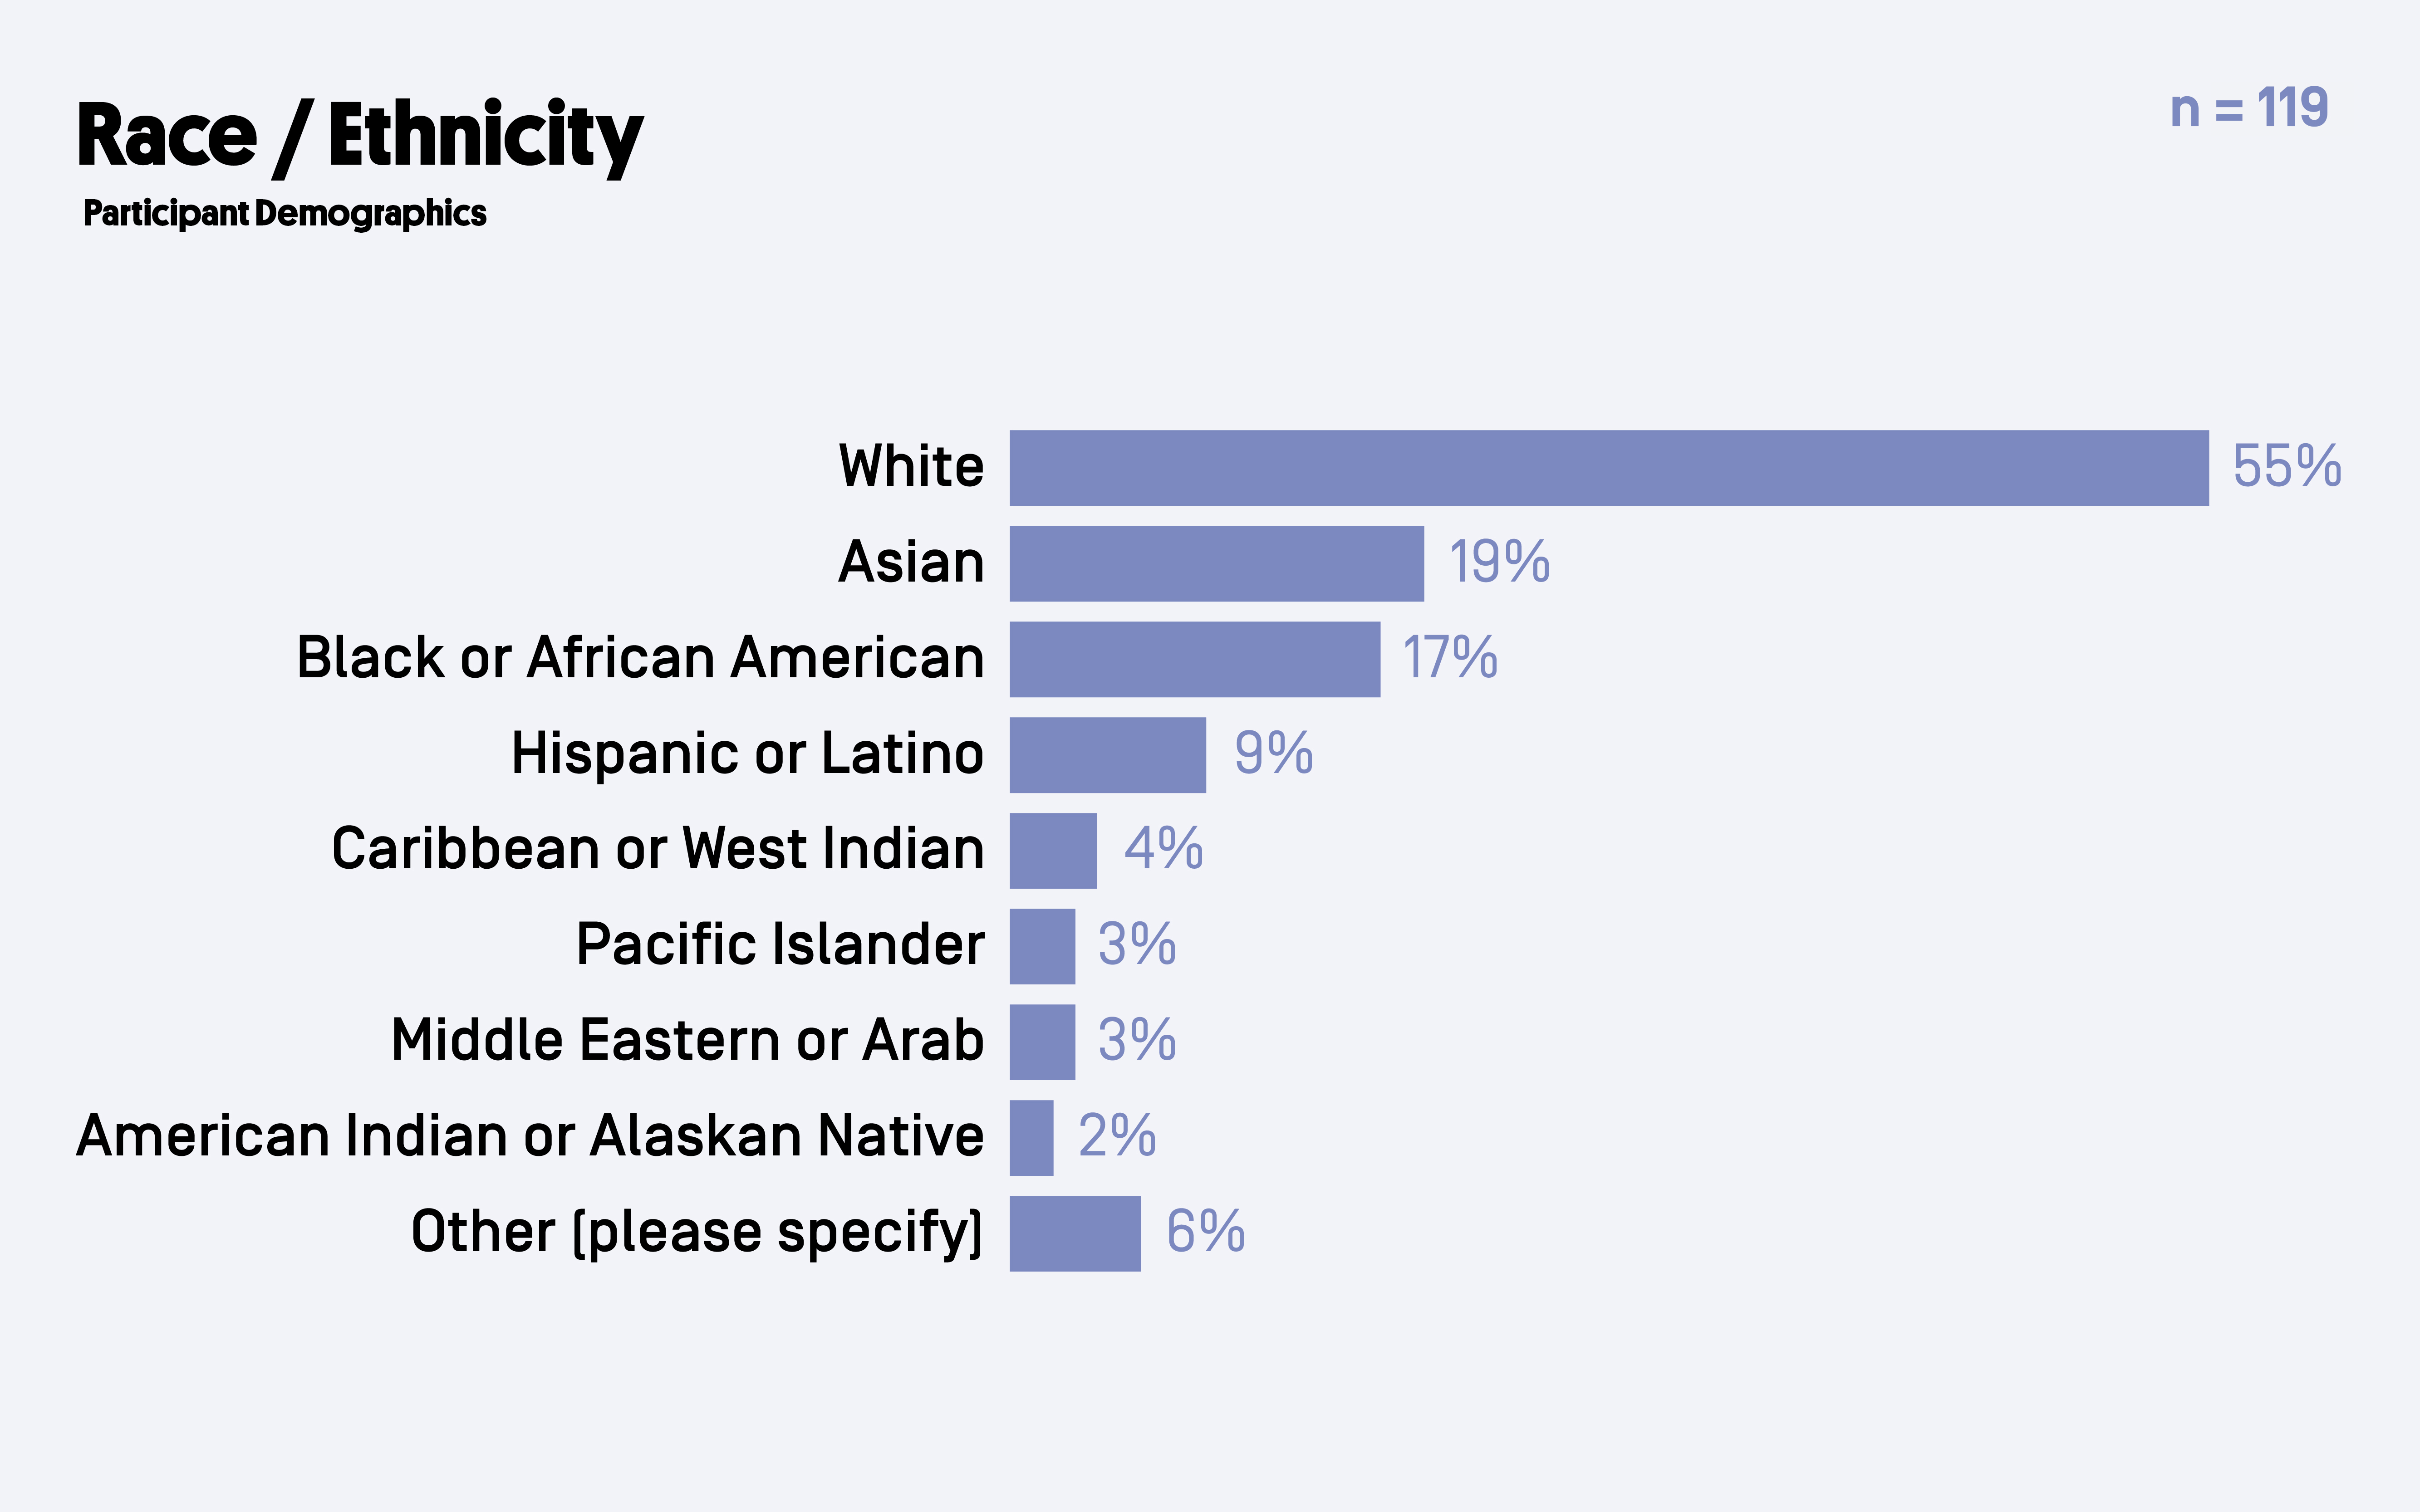 Race / Ethnicity
n = 119
Participant Demographics
White 55%
Asian 19%
Black or African American 17%
Hispanic or Latino 9%
Caribbean or West Indian 4%
Pacific Islander 3%
Middle Eastern or Arab 3%
American Indian or Alaskan Native 2%
Other (please specify) 6%